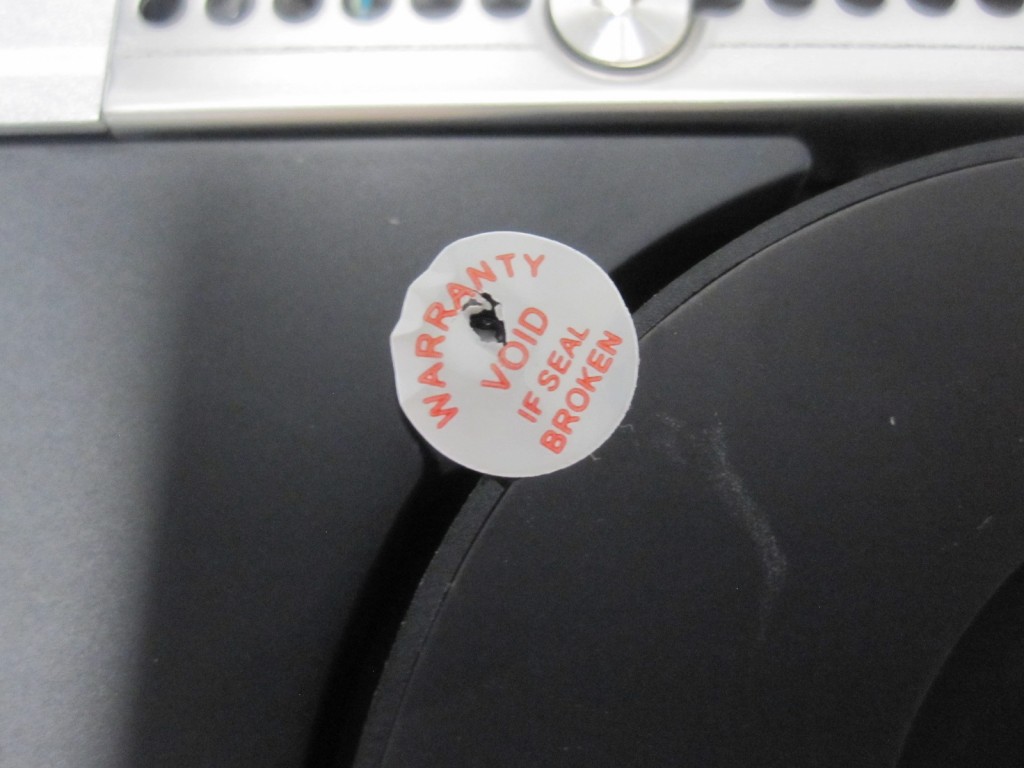 WARRANTY
VOID
IF SEAL
BROKEN